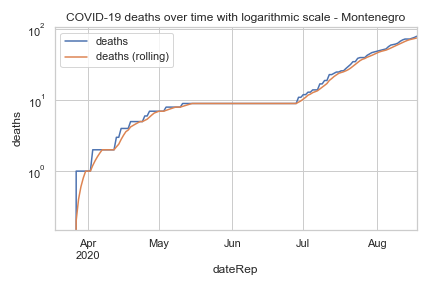 COVID-19 deaths over time with logarithmic scale - Montenegro
deaths
deaths (rolling)
10²
10¹
10⁰
deaths
Apr
2020
May
Jun
Jul
Aug
dateRep